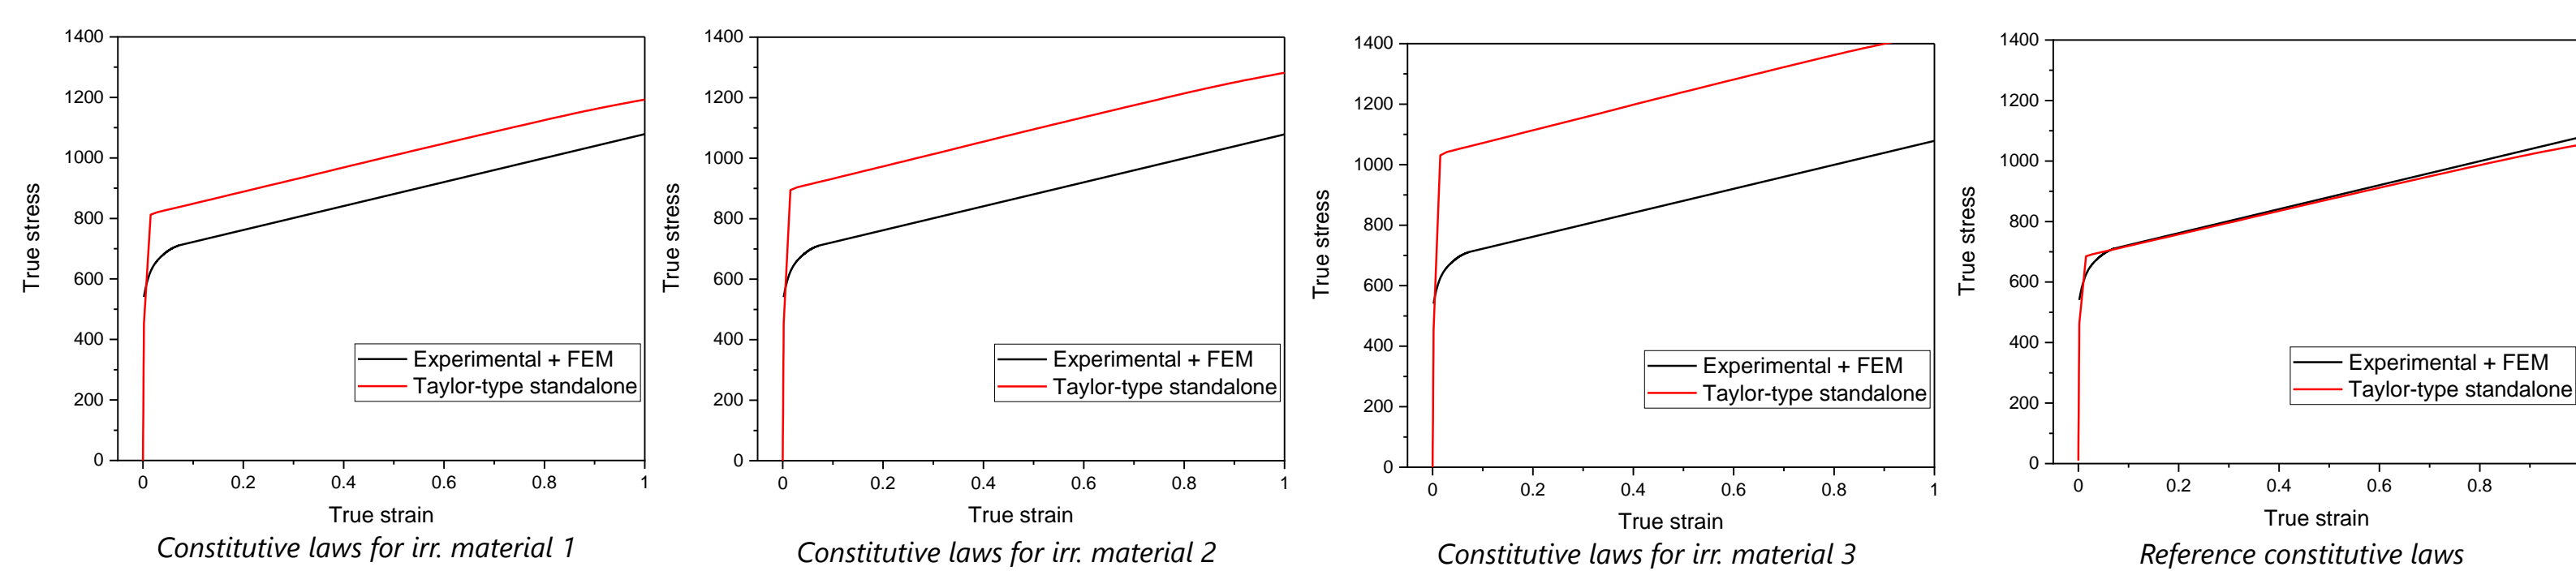 1400
1200
1000
800
600
400
200
0
True stress
0 0.2 0.4 0.6 0.8 1
True strain
Experimental + FEM
Taylor-type standalone
Constitutive laws for irr. material 1
1400
1200
1000
800
600
400
200
0
True stress
0 0.2 0.4 0.6 0.8 1
True strain
Experimental + FEM
Taylor-type standalone
Constitutive laws for irr. material 2
1400
1200
1000
800
600
400
200
0
True stress
0 0.2 0.4 0.6 0.8 1
True strain
Experimental + FEM
Taylor-type standalone
Constitutive laws for irr. material 3
1400
1200
1000
800
600
400
200
0
True stress
0 0.2 0.4 0.6 0.8
True strain
Experimental + FEM
Taylor-type standalone
Reference constitutive laws